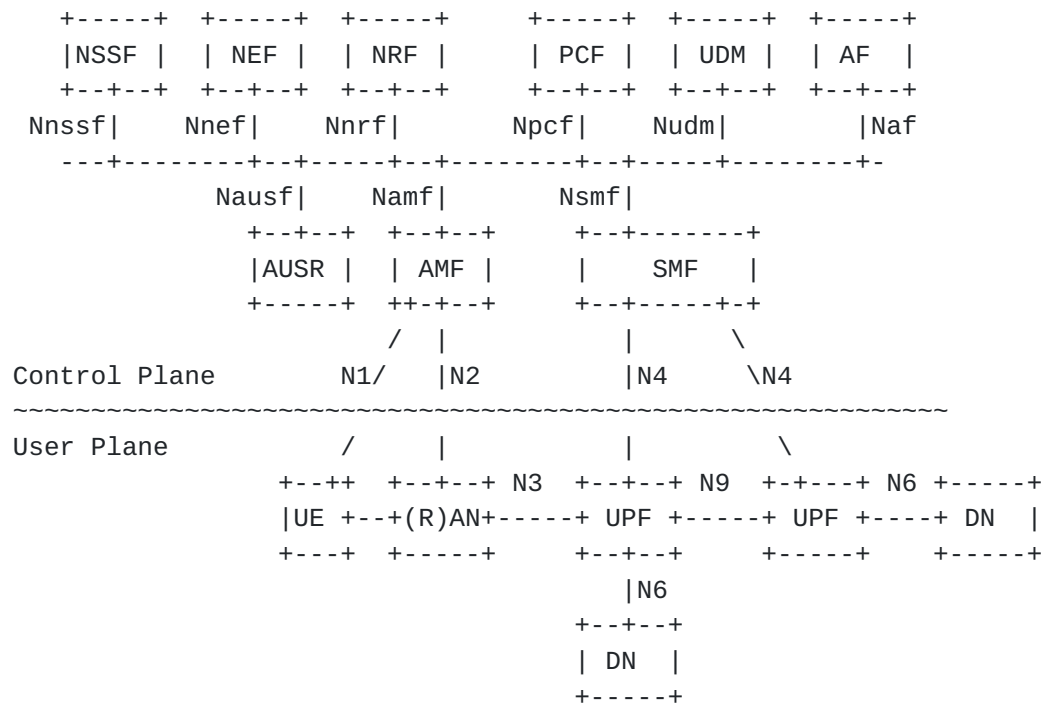 NSSF NEF NRF PCF UDM AF
Nnssf Nnef Nnrf Npcf Nudm Naf
Nausf Namf Nsmf
AUSR AMF SMF
Control Plane N1 N2 N4 N4
User Plane
N3 N9 N6
UE (R)AN UPF UPF DN
N6
DN